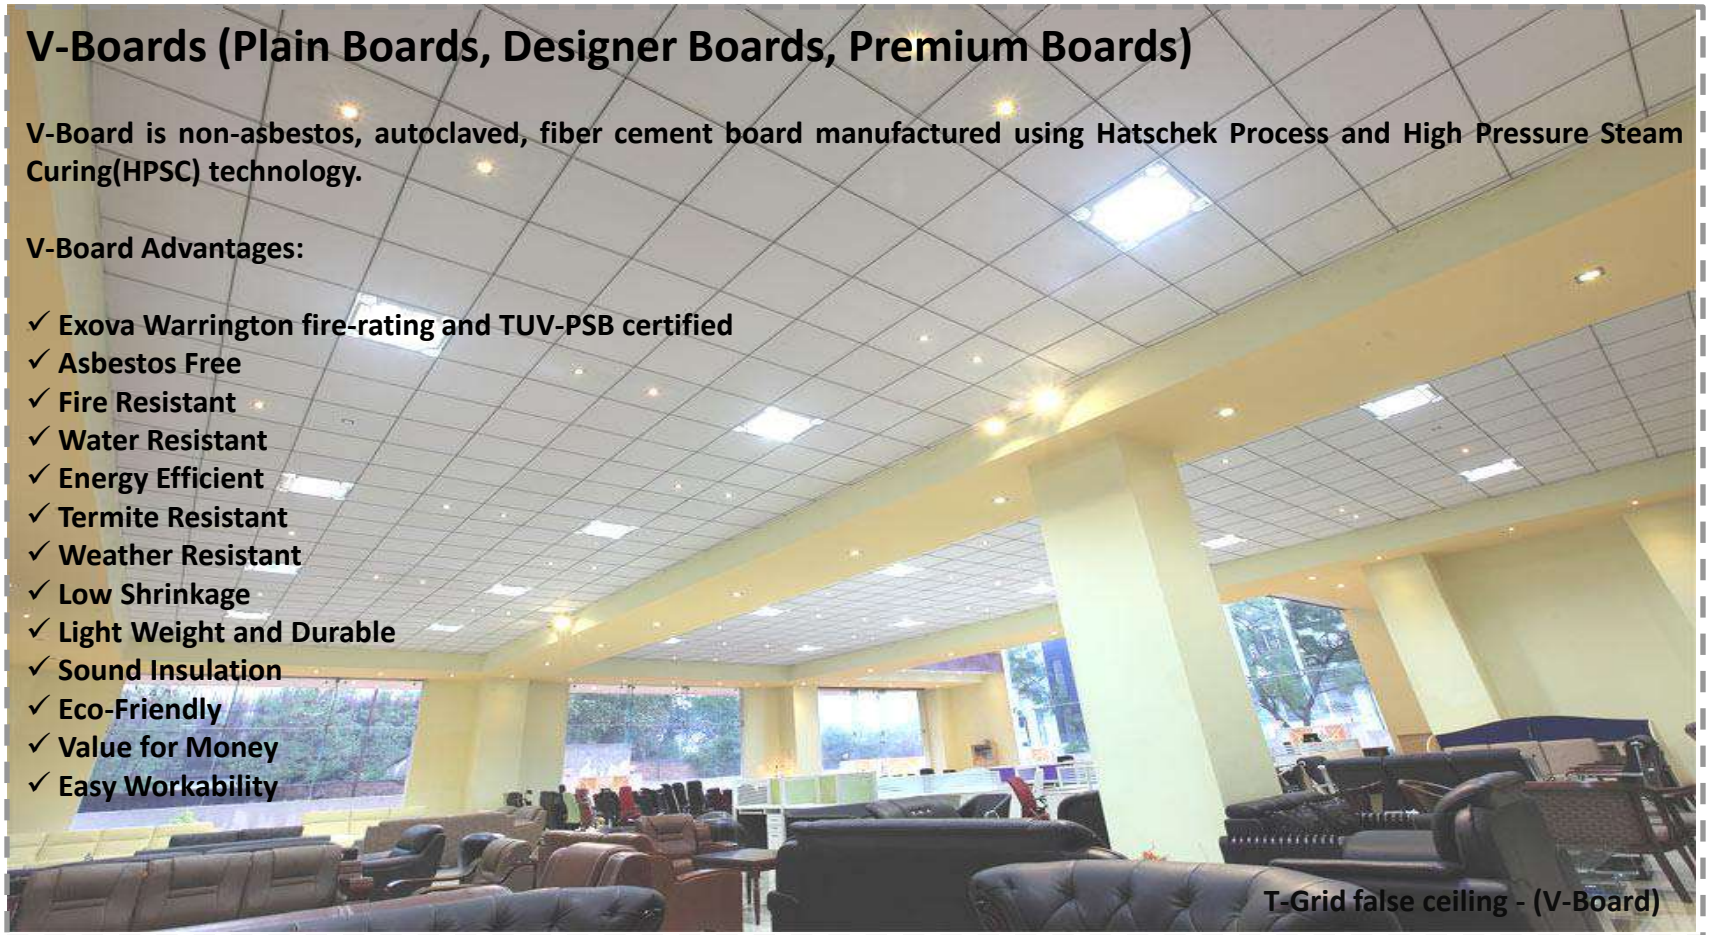 V-Boards (Plain Boards, Designer Boards, Premium Boards)
V-Board is non-asbestos, autoclaved, fiber cement board manufactured using Hatschek Process and High Pressure Steam
Curing(HPSC) technology.
V-Board Advantages:
✓ Exova Warrington fire-rating and TUV-PSB certified
✓ Asbestos Free
✓ Fire Resistant
✓ Water Resistant
✓ Energy Efficient
✓ Termite Resistant
✓ Weather Resistant
✓ Low Shrinkage
✓ Light Weight and Durable
✓ Sound Insulation
✓ Eco-Friendly
✓ Value for Money
✓ Easy Workability
T-Grid false ceiling - (V-Board)